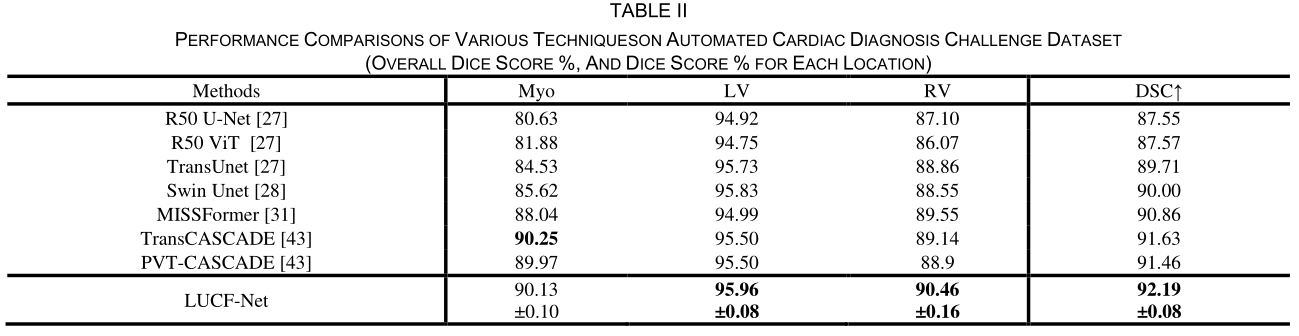 TABLE II
PERFORMANCE COMPARISONS OF VARIOUS TECHNIQUESON AUTOMATED CARDIAC DIAGNOSIS CHALLENGE DATASET
(OVERALL DICE SCORE %, AND DICE SCORE % FOR EACH LOCATION)
Methods Myo LV RV DSC↑
R50 U-Net [27] 80.63 94.92 87.10 87.55
R50 ViT [27] 81.88 94.75 86.07 87.57
TransUnet [27] 84.53 95.73 88.86 89.71
Swin Unet [28] 85.62 95.83 88.55 90.00
MISSFormer [31] 88.04 94.99 89.55 90.86
TransCASCADE [43] 90.25 95.50 89.14 91.63
PVT-CASCADE [43] 89.97 95.50 88.9 91.46
LUCF-Net 90.13 95.96 90.46 92.19
±0.10 ±0.08 ±0.16 ±0.08